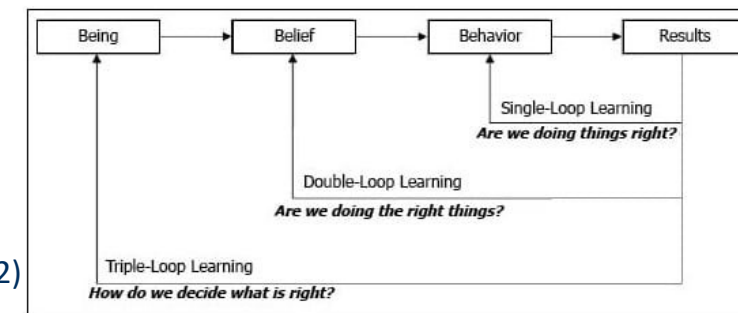 Being Belief Behavior Results
Single-Loop Learning
Are we doing things right?
Double-Loop Learning
Are we doing the right things?
2)
Triple-Loop Learning
How do we decide what is right?